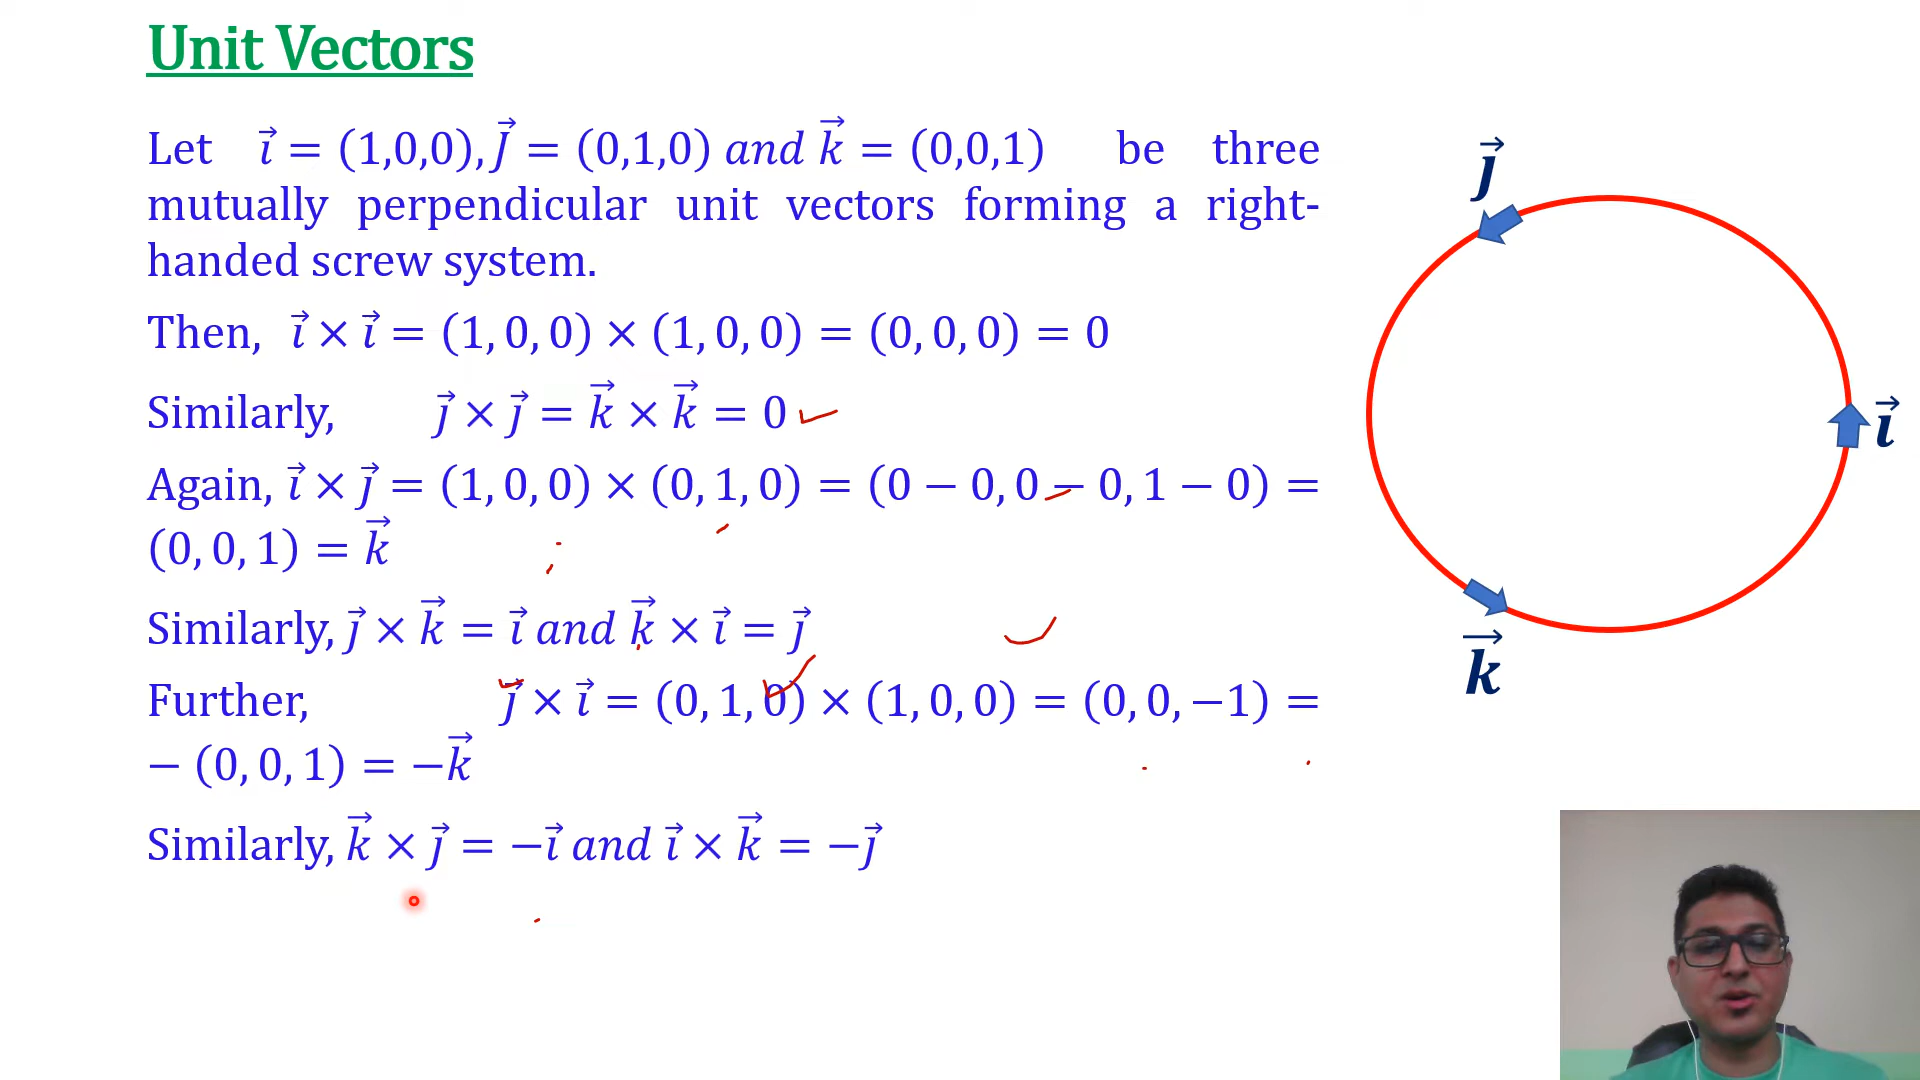 Unit Vectors
Let i⃗ = (1,0,0), j⃗ = (0,1,0) and k⃗ = (0,0,1) be three
mutually perpendicular unit vectors forming a right-
handed screw system.
Then, i⃗ × i⃗ = (1, 0, 0) × (1, 0, 0) = (0, 0, 0) = 0
Similarly, j⃗ × j⃗ = k⃗ × k⃗ = 0
Again, i⃗ × j⃗ = (1, 0, 0) × (0, 1, 0) = (0 − 0, 0 − 0, 1 − 0) =
(0, 0, 1) = k⃗
Similarly, j⃗ × k⃗ = i⃗ and k⃗ × i⃗ = j⃗
Further, j⃗ × i⃗ = (0, 1, 0) × (1, 0, 0) = (0, 0, −1) =
− (0, 0, 1) = −k⃗
Similarly, k⃗ × j⃗ = −i⃗ and i⃗ × k⃗ = −j⃗
j⃗
i⃗
k⃗